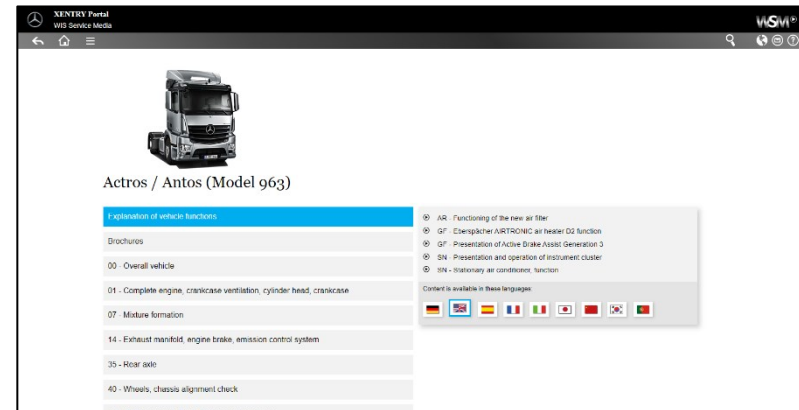 XENTRY Portal
WIS Service Media
WSM
Actros / Antos (Model 963)
Explanation of vehicle functions
Brochures
00 - Overall vehicle
01 - Complete engine, crankcase ventilation, cylinder head, crankcase
07 - Mixture formation
14 - Exhaust manifold, engine brake, emission control system
35 - Rear axle
40 - Wheels, chassis alignment check
AR - Functioning of the new air filter
GF - Eberspächer AIRTRONIC air heater D2 function
GF - Presentation of Active Brake Assist Generation 3
SN - Presentation and operation of instrument cluster
SN - Stationary air conditioner, function
Content is available in these languages: